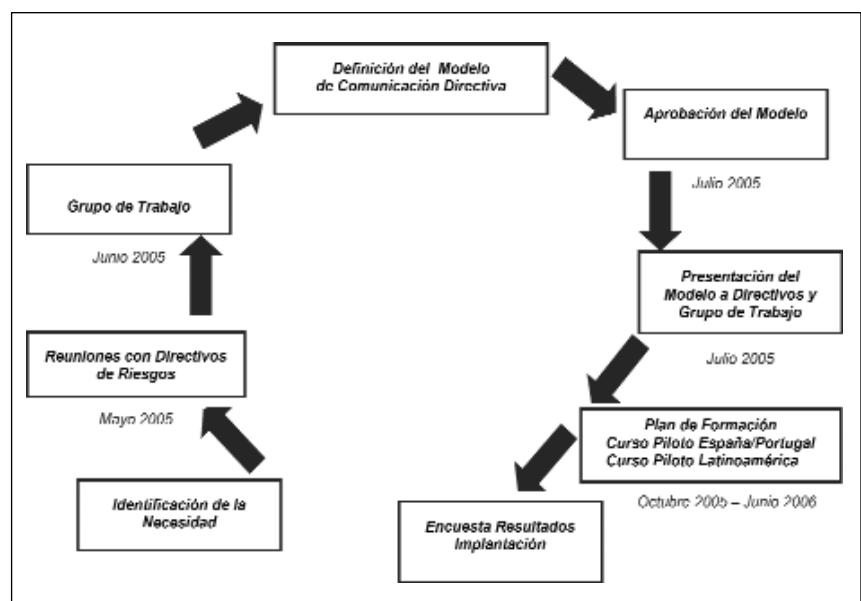 Definición del Modelo
de Comunicación Directiva
Aprobación del Modelo
Julio 2005
Grupo de Trabajo
Junio 2005
Presentación del
Modelo a Directivos y
Grupo de Trabajo
Julio 2005
Reuniones con Directivos
de Riesgos
Mayo 2005
Plan de Formación
Curso Piloto España/Portugal
Curso Piloto Latinoamérica
Octubre 2005 – Junio 2006
Identificación de la
Necesidad
Encuesta Resultados
Implantación